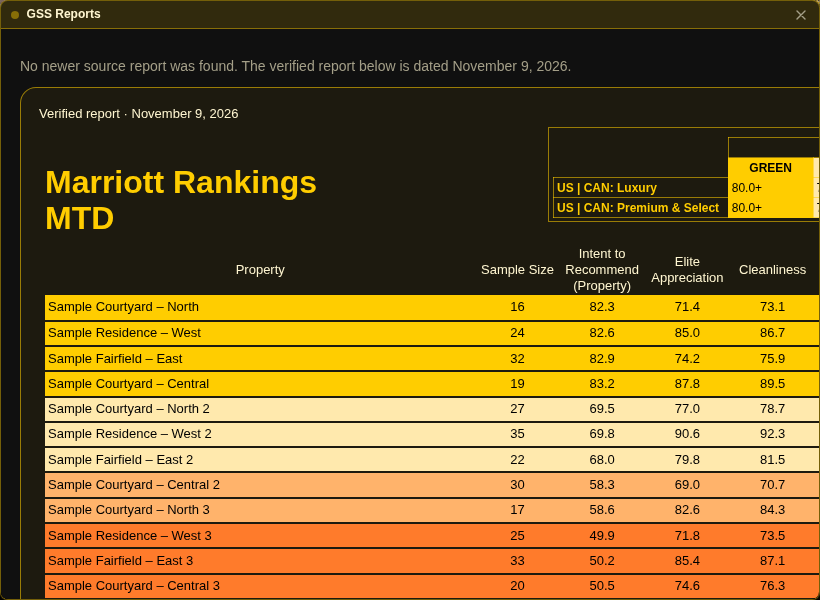 GSS Reports
No newer source report was found. The verified report below is dated November 9, 2026.
Verified report · November 9, 2026
Marriott Rankings
MTD
GREEN
US | CAN: Luxury 80.0+
US | CAN: Premium & Select 80.0+
Property Sample Size Intent to Recommend (Property) Elite Appreciation Cleanliness
Sample Courtyard – North 16 82.3 71.4 73.1
Sample Residence – West 24 82.6 85.0 86.7
Sample Fairfield – East 32 82.9 74.2 75.9
Sample Courtyard – Central 19 83.2 87.8 89.5
Sample Courtyard – North 2 27 69.5 77.0 78.7
Sample Residence – West 2 35 69.8 90.6 92.3
Sample Fairfield – East 2 22 68.0 79.8 81.5
Sample Courtyard – Central 2 30 58.3 69.0 70.7
Sample Courtyard – North 3 17 58.6 82.6 84.3
Sample Residence – West 3 25 49.9 71.8 73.5
Sample Fairfield – East 3 33 50.2 85.4 87.1
Sample Courtyard – Central 3 20 50.5 74.6 76.3